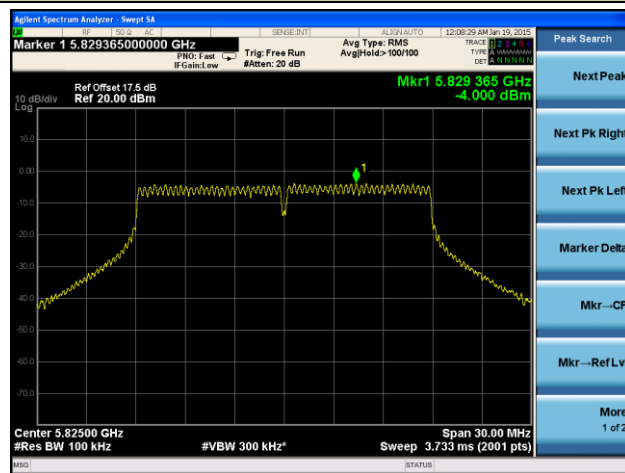 Agilent Spectrum Analyzer - Swept SA
RF 50 Ω AC SENSE:INT ALIGN AUTO 12:08:29 AM Jan 19, 2015
Marker 1 5.829365000000 GHz
PNO: Fast
IFGain:Low
Trig: Free Run
#Atten: 20 dB
Avg Type: RMS
Avg|Hold:>100/100
TRACE 1 2 3 4 5 6
TYPE A WWWWW
DET A N N N N N
Peak Search
Ref Offset 17.5 dB
Ref 20.00 dBm
10 dB/div
Log
Mkr1 5.829 365 GHz
-4.000 dBm
10.0
0.00
-10.0
-20.0
-30.0
-40.0
-50.0
-60.0
-70.0
1
Next Peak
Next Pk Right
Next Pk Left
Marker Delta
Mkr→CF
Mkr→Ref Lv
More
1 of 2
Center 5.82500 GHz
#Res BW 100 kHz
#VBW 300 kHz*
Span 30.00 MHz
Sweep 3.733 ms (2001 pts)
MSG STATUS